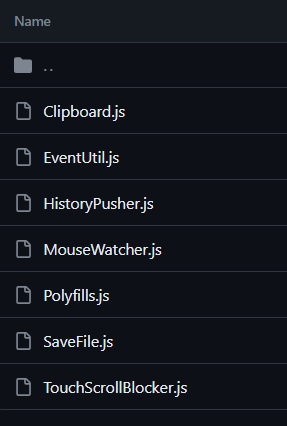 Name
..
Clipboard.js
EventUtil.js
HistoryPusher.js
MouseWatcher.js
Polyfills.js
SaveFile.js
TouchScrollBlocker.js